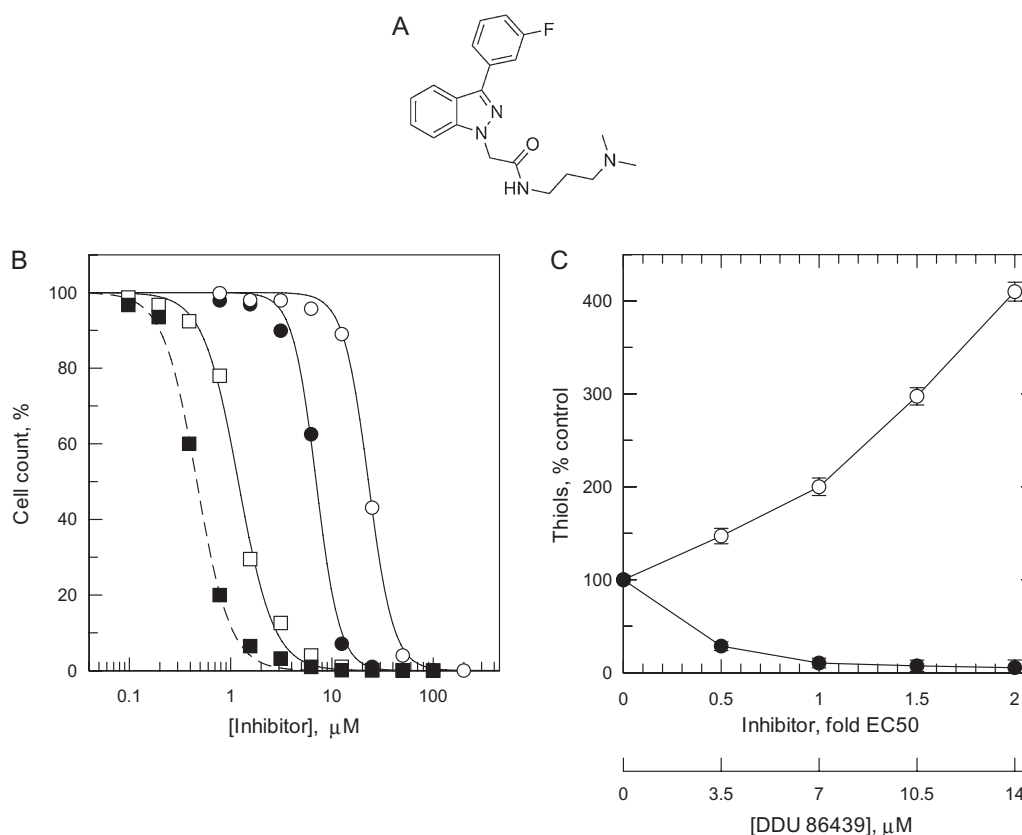 A
F
N
N
O
HN
N
B
C
100
80
60
40
20
0
Cell count, %
0.1 1 10 100
[Inhibitor], μM
400
300
200
100
0
Thiols, % control
0 0.5 1 1.5 2
Inhibitor, fold EC50
0 3.5 7 10.5 14
[DDU 86439], μM